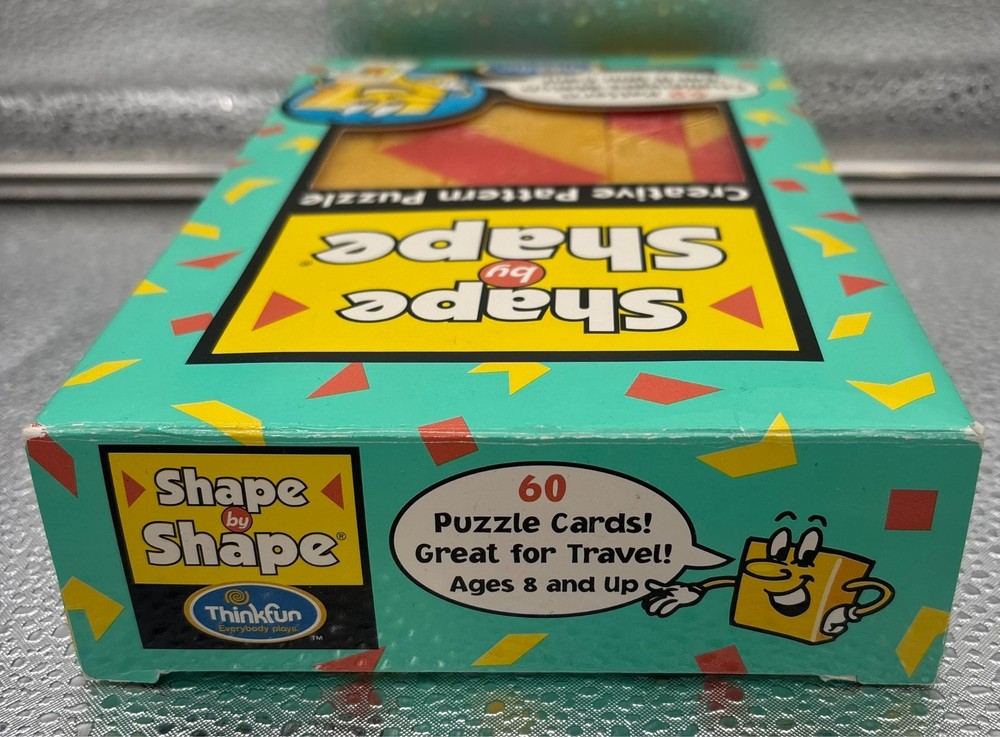 Creative Pattern Puzzle
Shape
by
Shape®
Shape
by
Shape®
ThinkFun
Everybody plays™
60
Puzzle Cards!
Great for Travel!
Ages 8 and Up